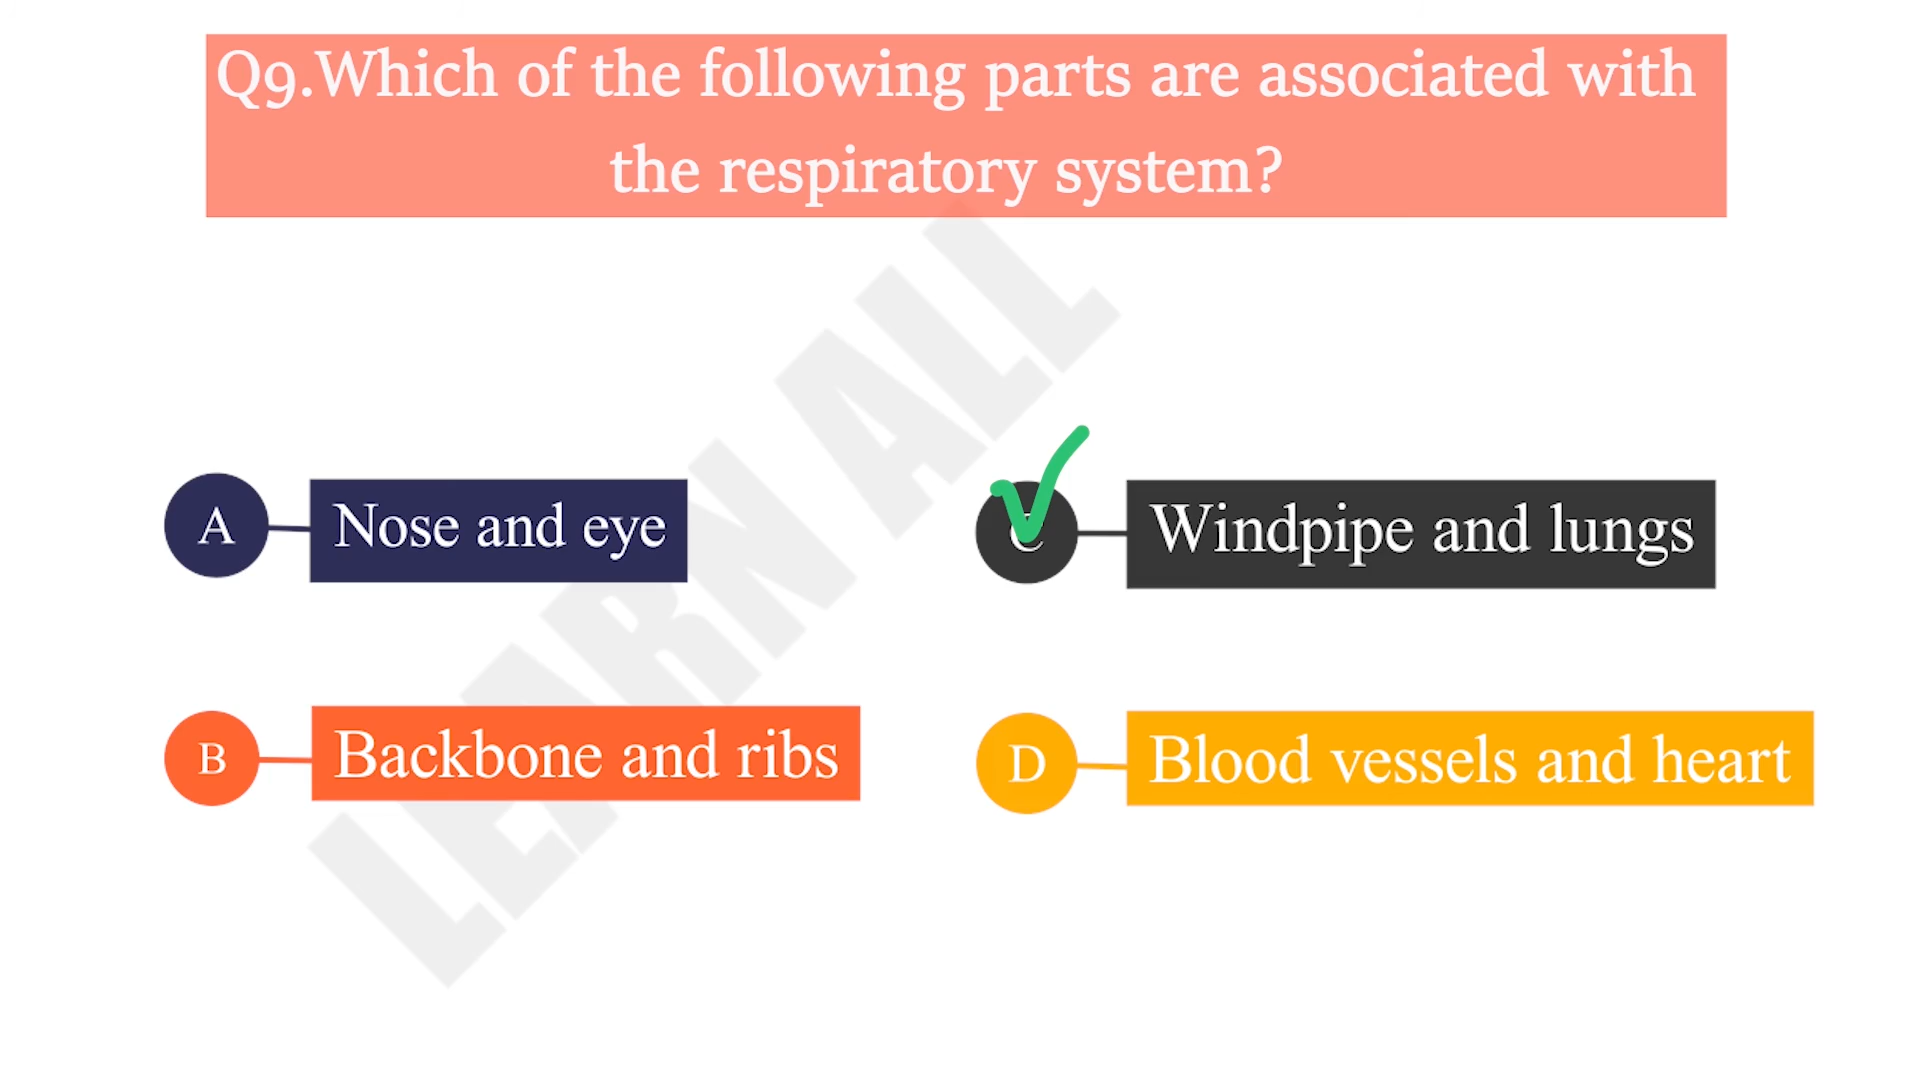 Q9.Which of the following parts are associated with
the respiratory system?
A
Nose and eye
C
Windpipe and lungs
B
Backbone and ribs
D
Blood vessels and heart
LEARN ALL